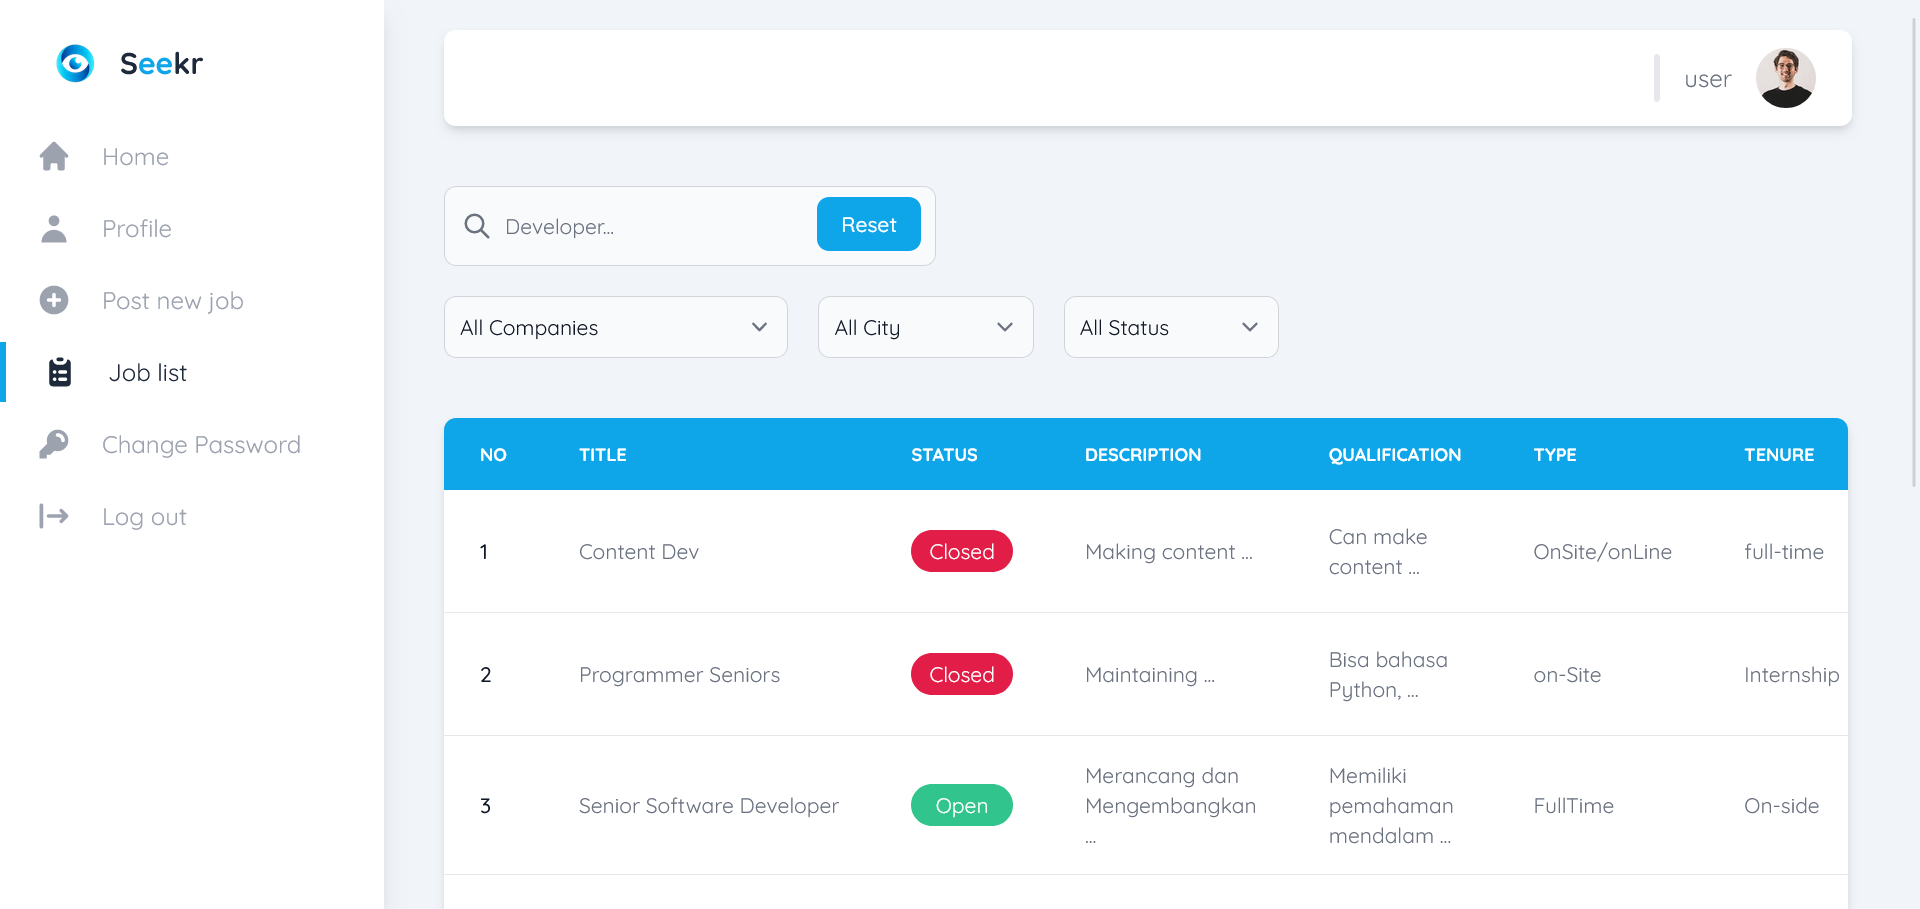 Seekr
Home
Profile
Post new job
Job list
Change Password
Log out
user
Developer...
Reset
All Companies
All City
All Status
NO TITLE STATUS DESCRIPTION QUALIFICATION TYPE TENURE
1 Content Dev Closed Making content ... Can make
content ... OnSite/onLine full-time
2 Programmer Seniors Closed Maintaining ... Bisa bahasa
Python, ... on-Site Internship
3 Senior Software Developer Open Merancang dan
Mengembangkan
...
Memiliki
pemahaman
mendalam ...
FullTime On-side